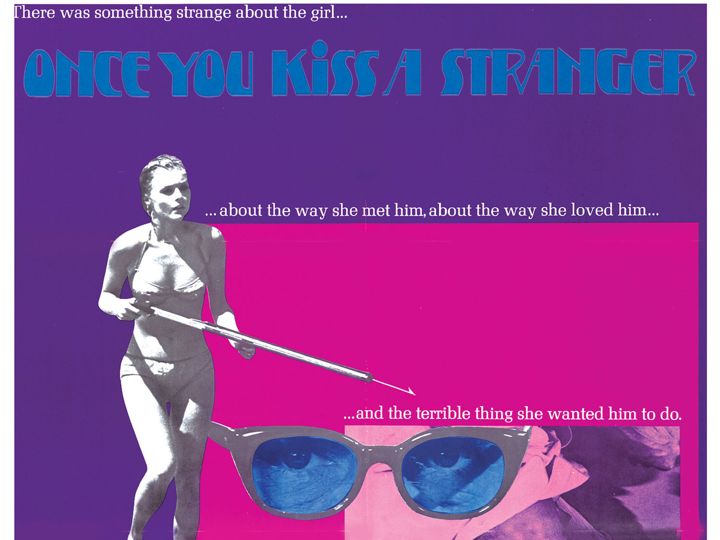 There was something strange about the girl...
ONCE YOU KiSS A STRANGER
...about the way she met him, about the way she loved him...
...and the terrible thing she wanted him to do.